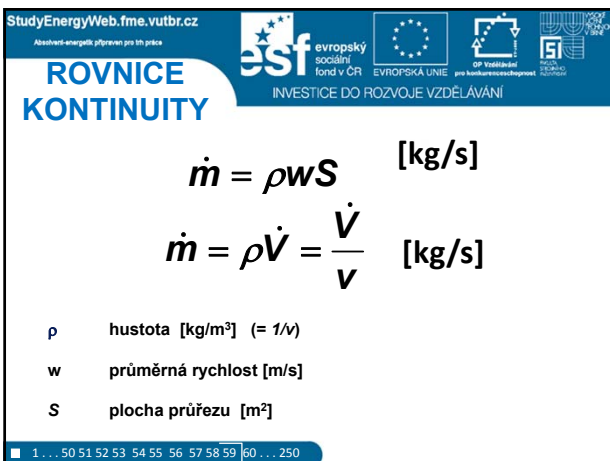 StudyEnergyWeb.fme.vutbr.cz
Absolvent-energetik připraven pro trh práce
esf evropský sociální fond v ČR
EVROPSKÁ UNIE
OP Vzdělávání pro konkurenceschopnost
INVESTICE DO ROZVOJE VZDĚLÁVÁNÍ
ROVNICE
KONTINUITY
ṁ = ρwS [kg/s]
ṁ = ρV̇ = V̇/v [kg/s]
ρ hustota [kg/m³] (= 1/v)
w průměrná rychlost [m/s]
S plocha průřezu [m²]
1 . . . 50 51 52 53 54 55 56 57 58 59 60 . . . 250